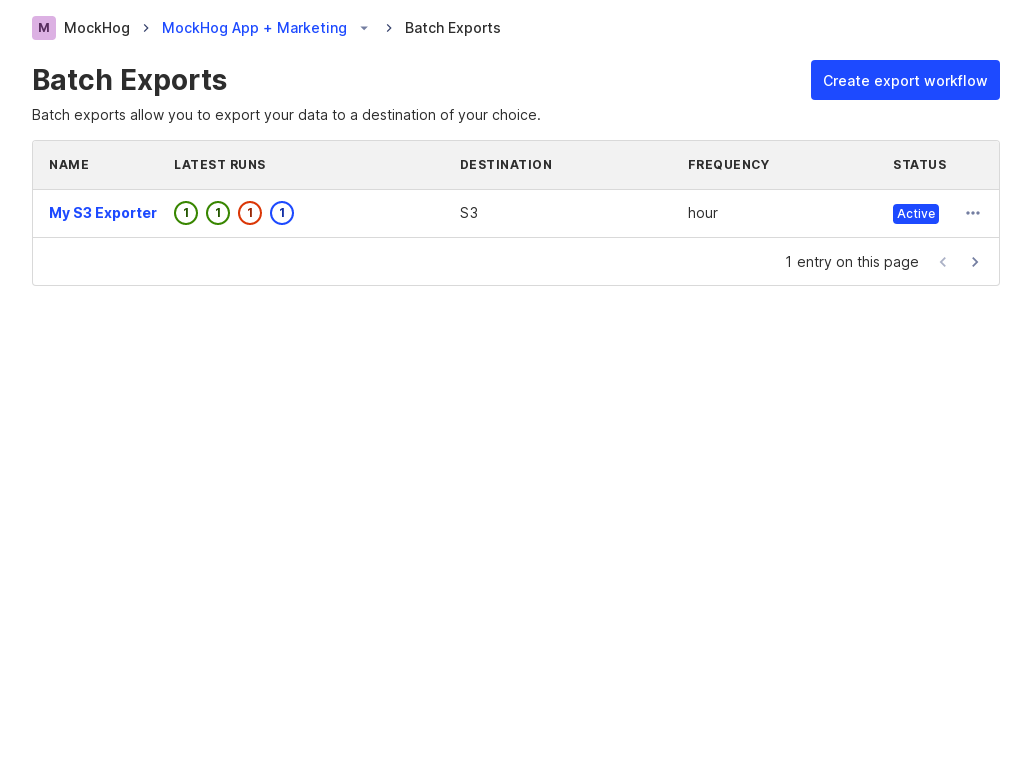 M MockHog MockHog App + Marketing Batch Exports
Batch Exports
Create export workflow
Batch exports allow you to export your data to a destination of your choice.
NAME LATEST RUNS DESTINATION FREQUENCY STATUS
My S3 Exporter 1 1 1 1 S3 hour Active
1 entry on this page